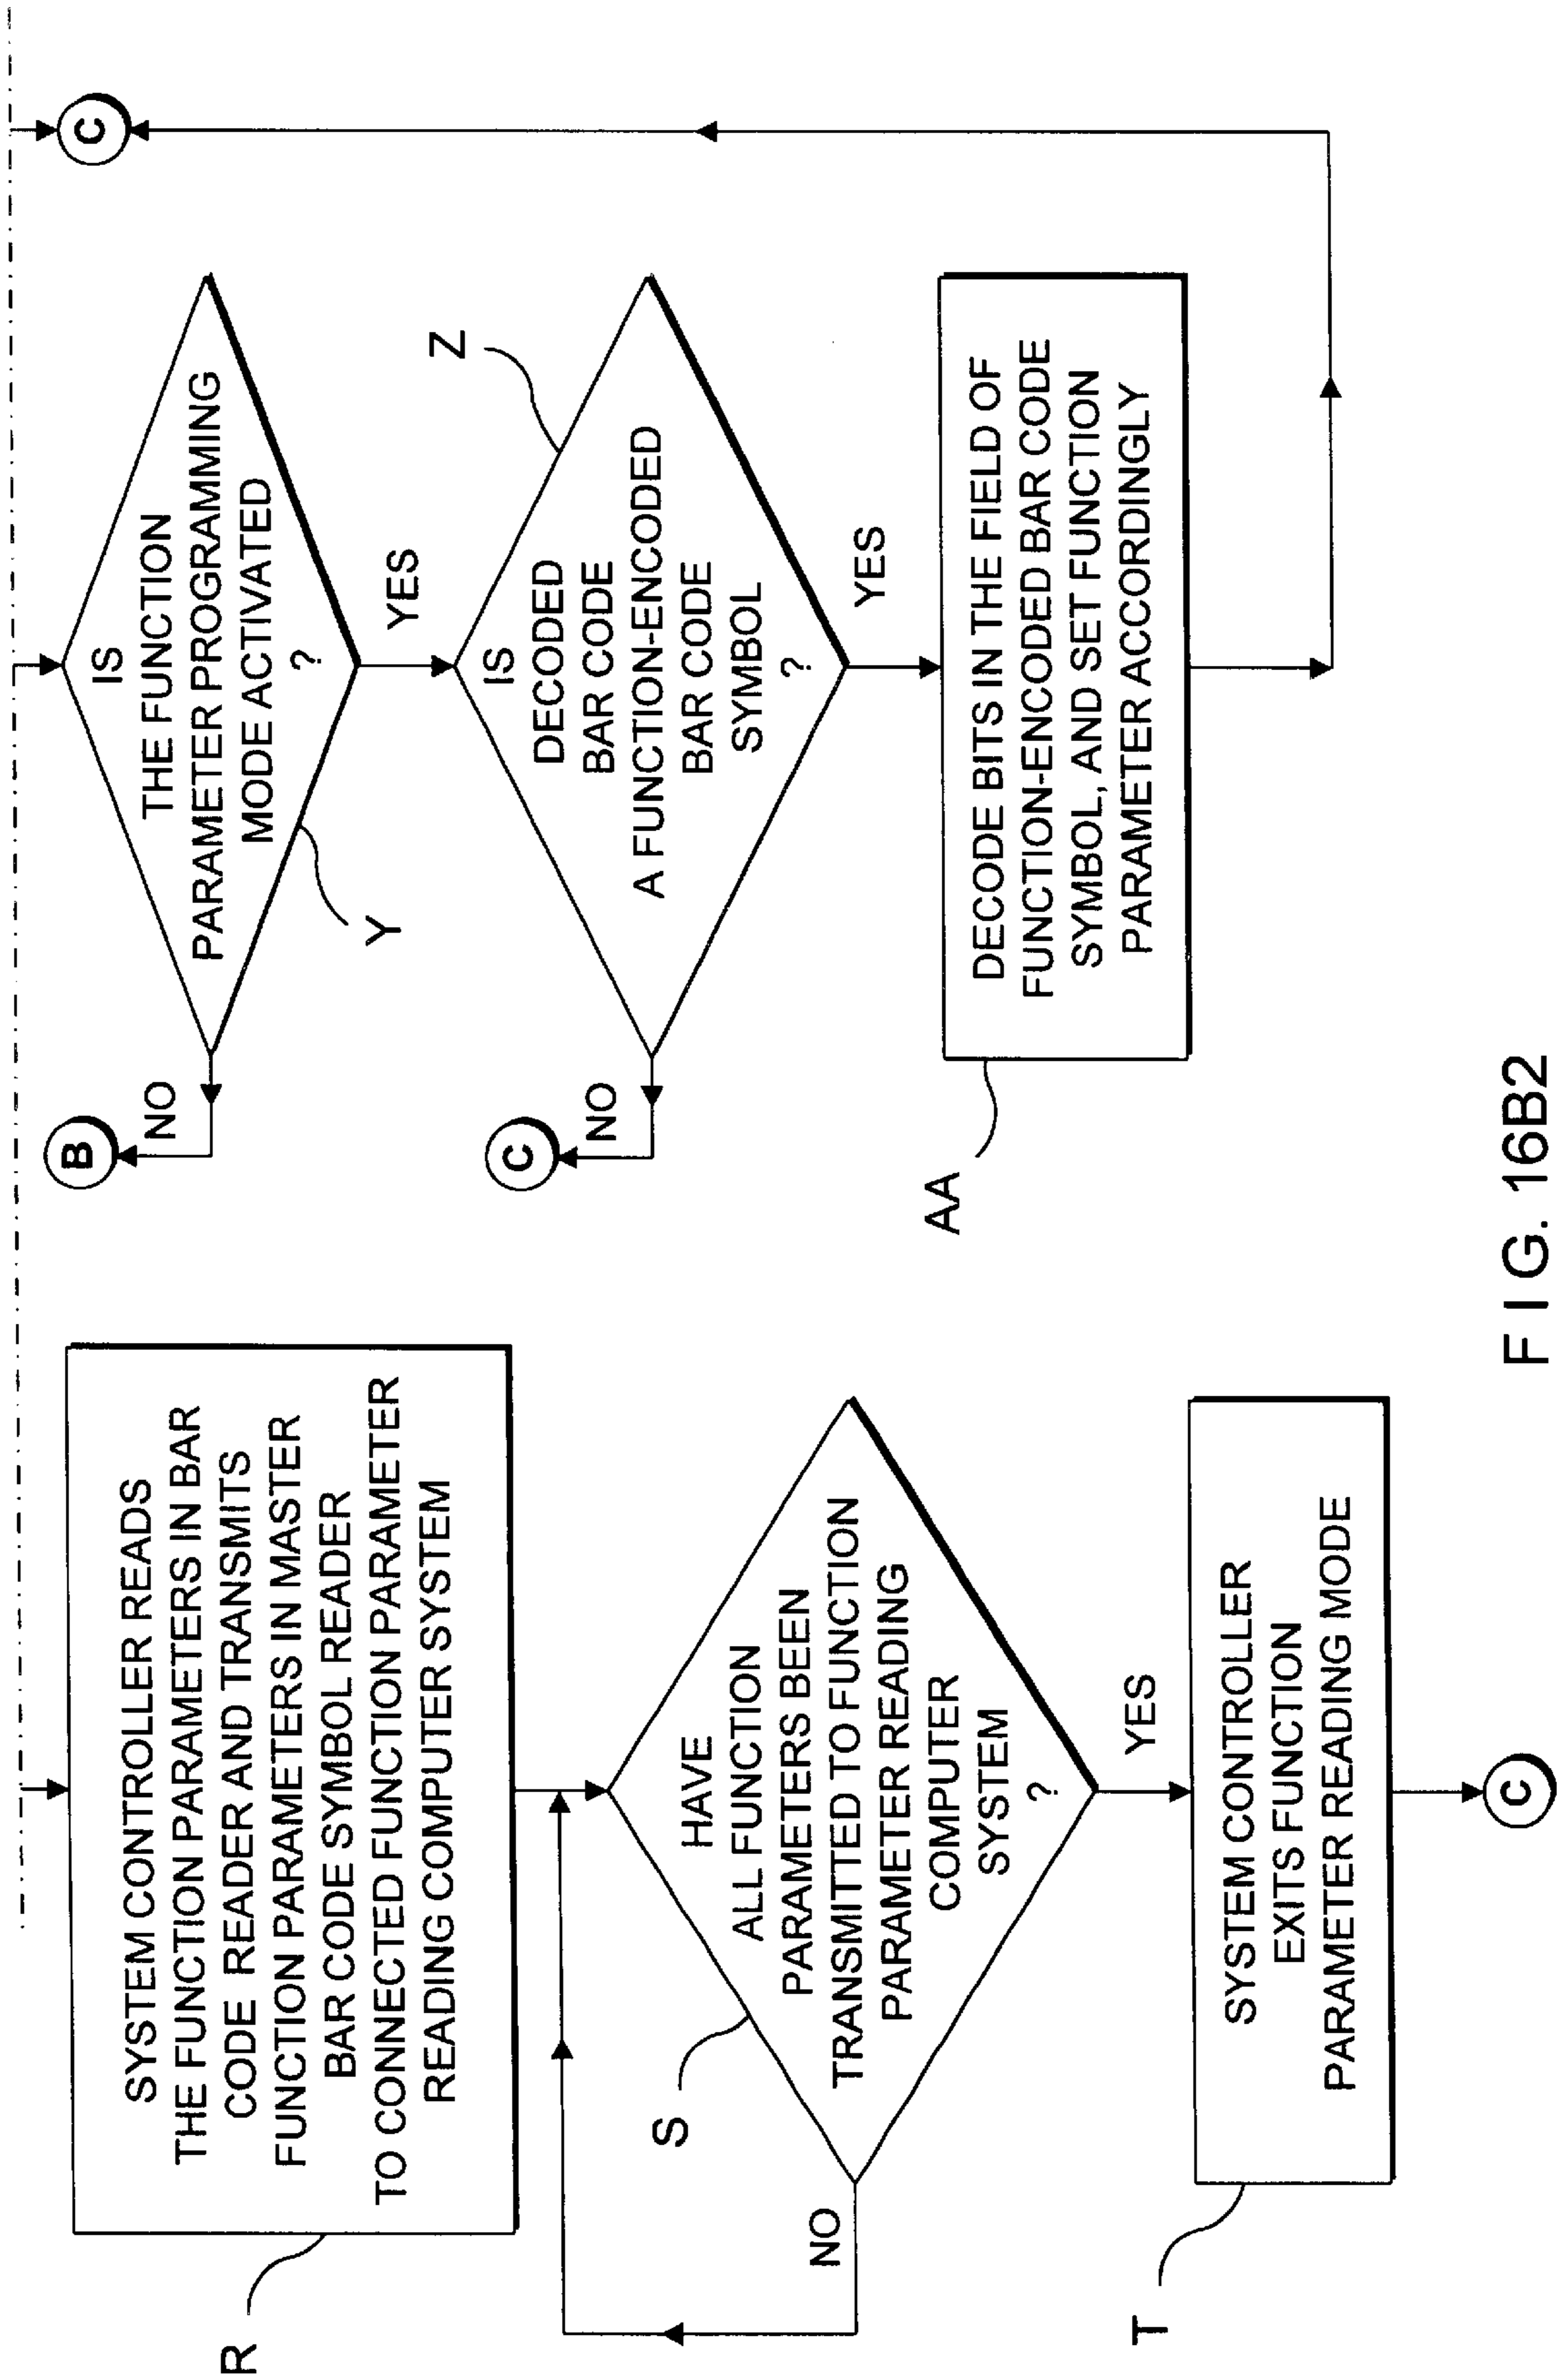 SYSTEM CONTROLLER READS
THE FUNCTION PARAMETERS IN BAR
CODE READER AND TRANSMITS
FUNCTION PARAMETERS IN MASTER
BAR CODE SYMBOL READER
TO CONNECTED FUNCTION PARAMETER
READING COMPUTER SYSTEM
R
HAVE
ALL FUNCTION
PARAMETERS BEEN
TRANSMITTED TO FUNCTION
PARAMETER READING
COMPUTER
SYSTEM
?
S
NO
YES
SYSTEM CONTROLLER
EXITS FUNCTION
PARAMETER READING MODE
T
C
B
NO
IS
THE FUNCTION
PARAMETER PROGRAMMING
MODE ACTIVATED
?
Y
YES
C
NO
IS
DECODED
BAR CODE
A FUNCTION-ENCODED
BAR CODE
SYMBOL
?
Z
YES
DECODE BITS IN THE FIELD OF
FUNCTION-ENCODED BAR CODE
SYMBOL, AND SET FUNCTION
PARAMETER ACCORDINGLY
AA
C
FIG. 16B2